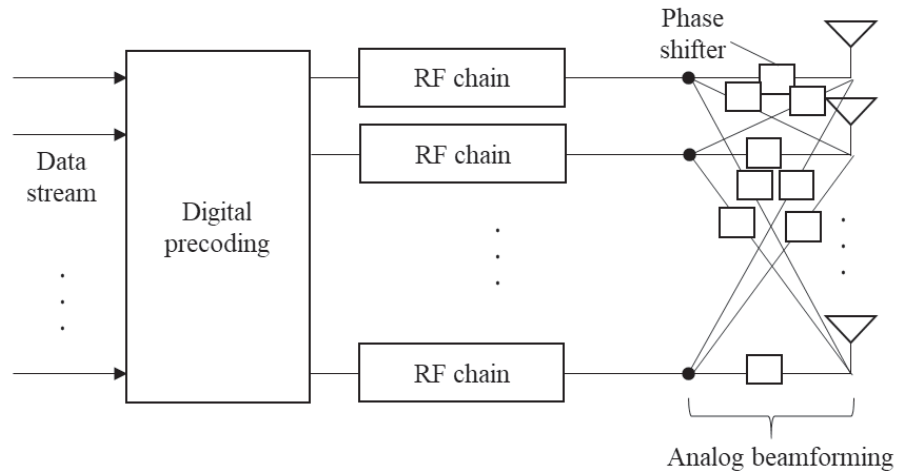 Phase
shifter
RF chain
RF chain
Data
stream
Digital
precoding
RF chain
Analog beamforming